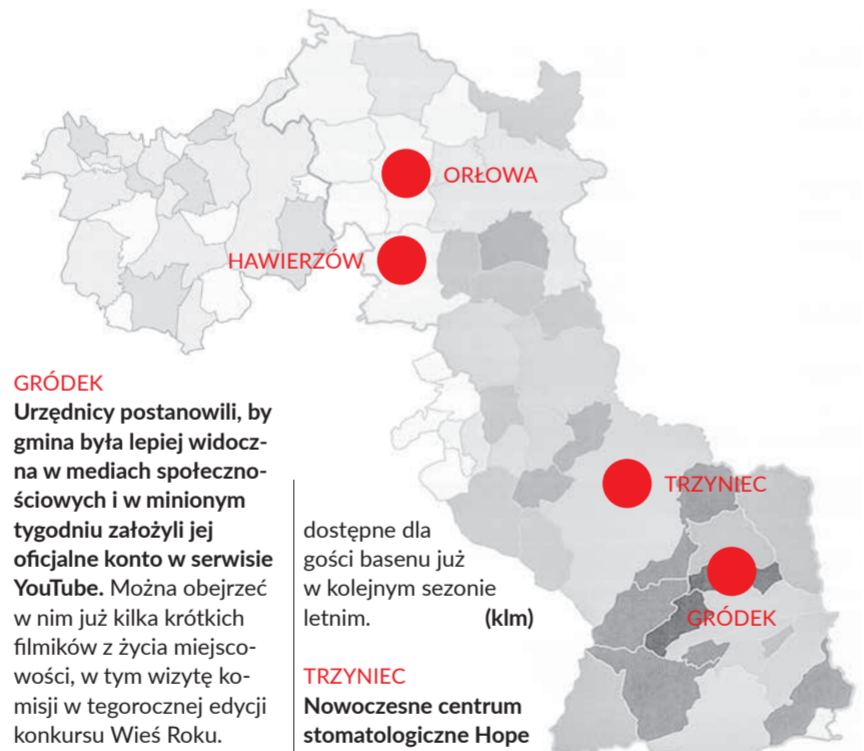 ORŁOWA
HAWIERZÓW
TRZYNIEC
GRÓDEK
GRÓDEK
Urzędnicy postanowili, by
gmina była lepiej widocz-
na w mediach społeczno-
ściowych i w minionym
tygodniu założyli jej
oficjalne konto w serwisie
YouTube. Można obejrzeć
w nim już kilka krótkich
filmików z życia miejsco-
wości, w tym wizytę ko-
misji w tegorocznej edycji
konkursu Wieś Roku.
dostępne dla
gości basenu już
w kolejnym sezonie
letnim. (klm)
TRZYNIEC
Nowoczesne centrum
stomatologiczne Hope